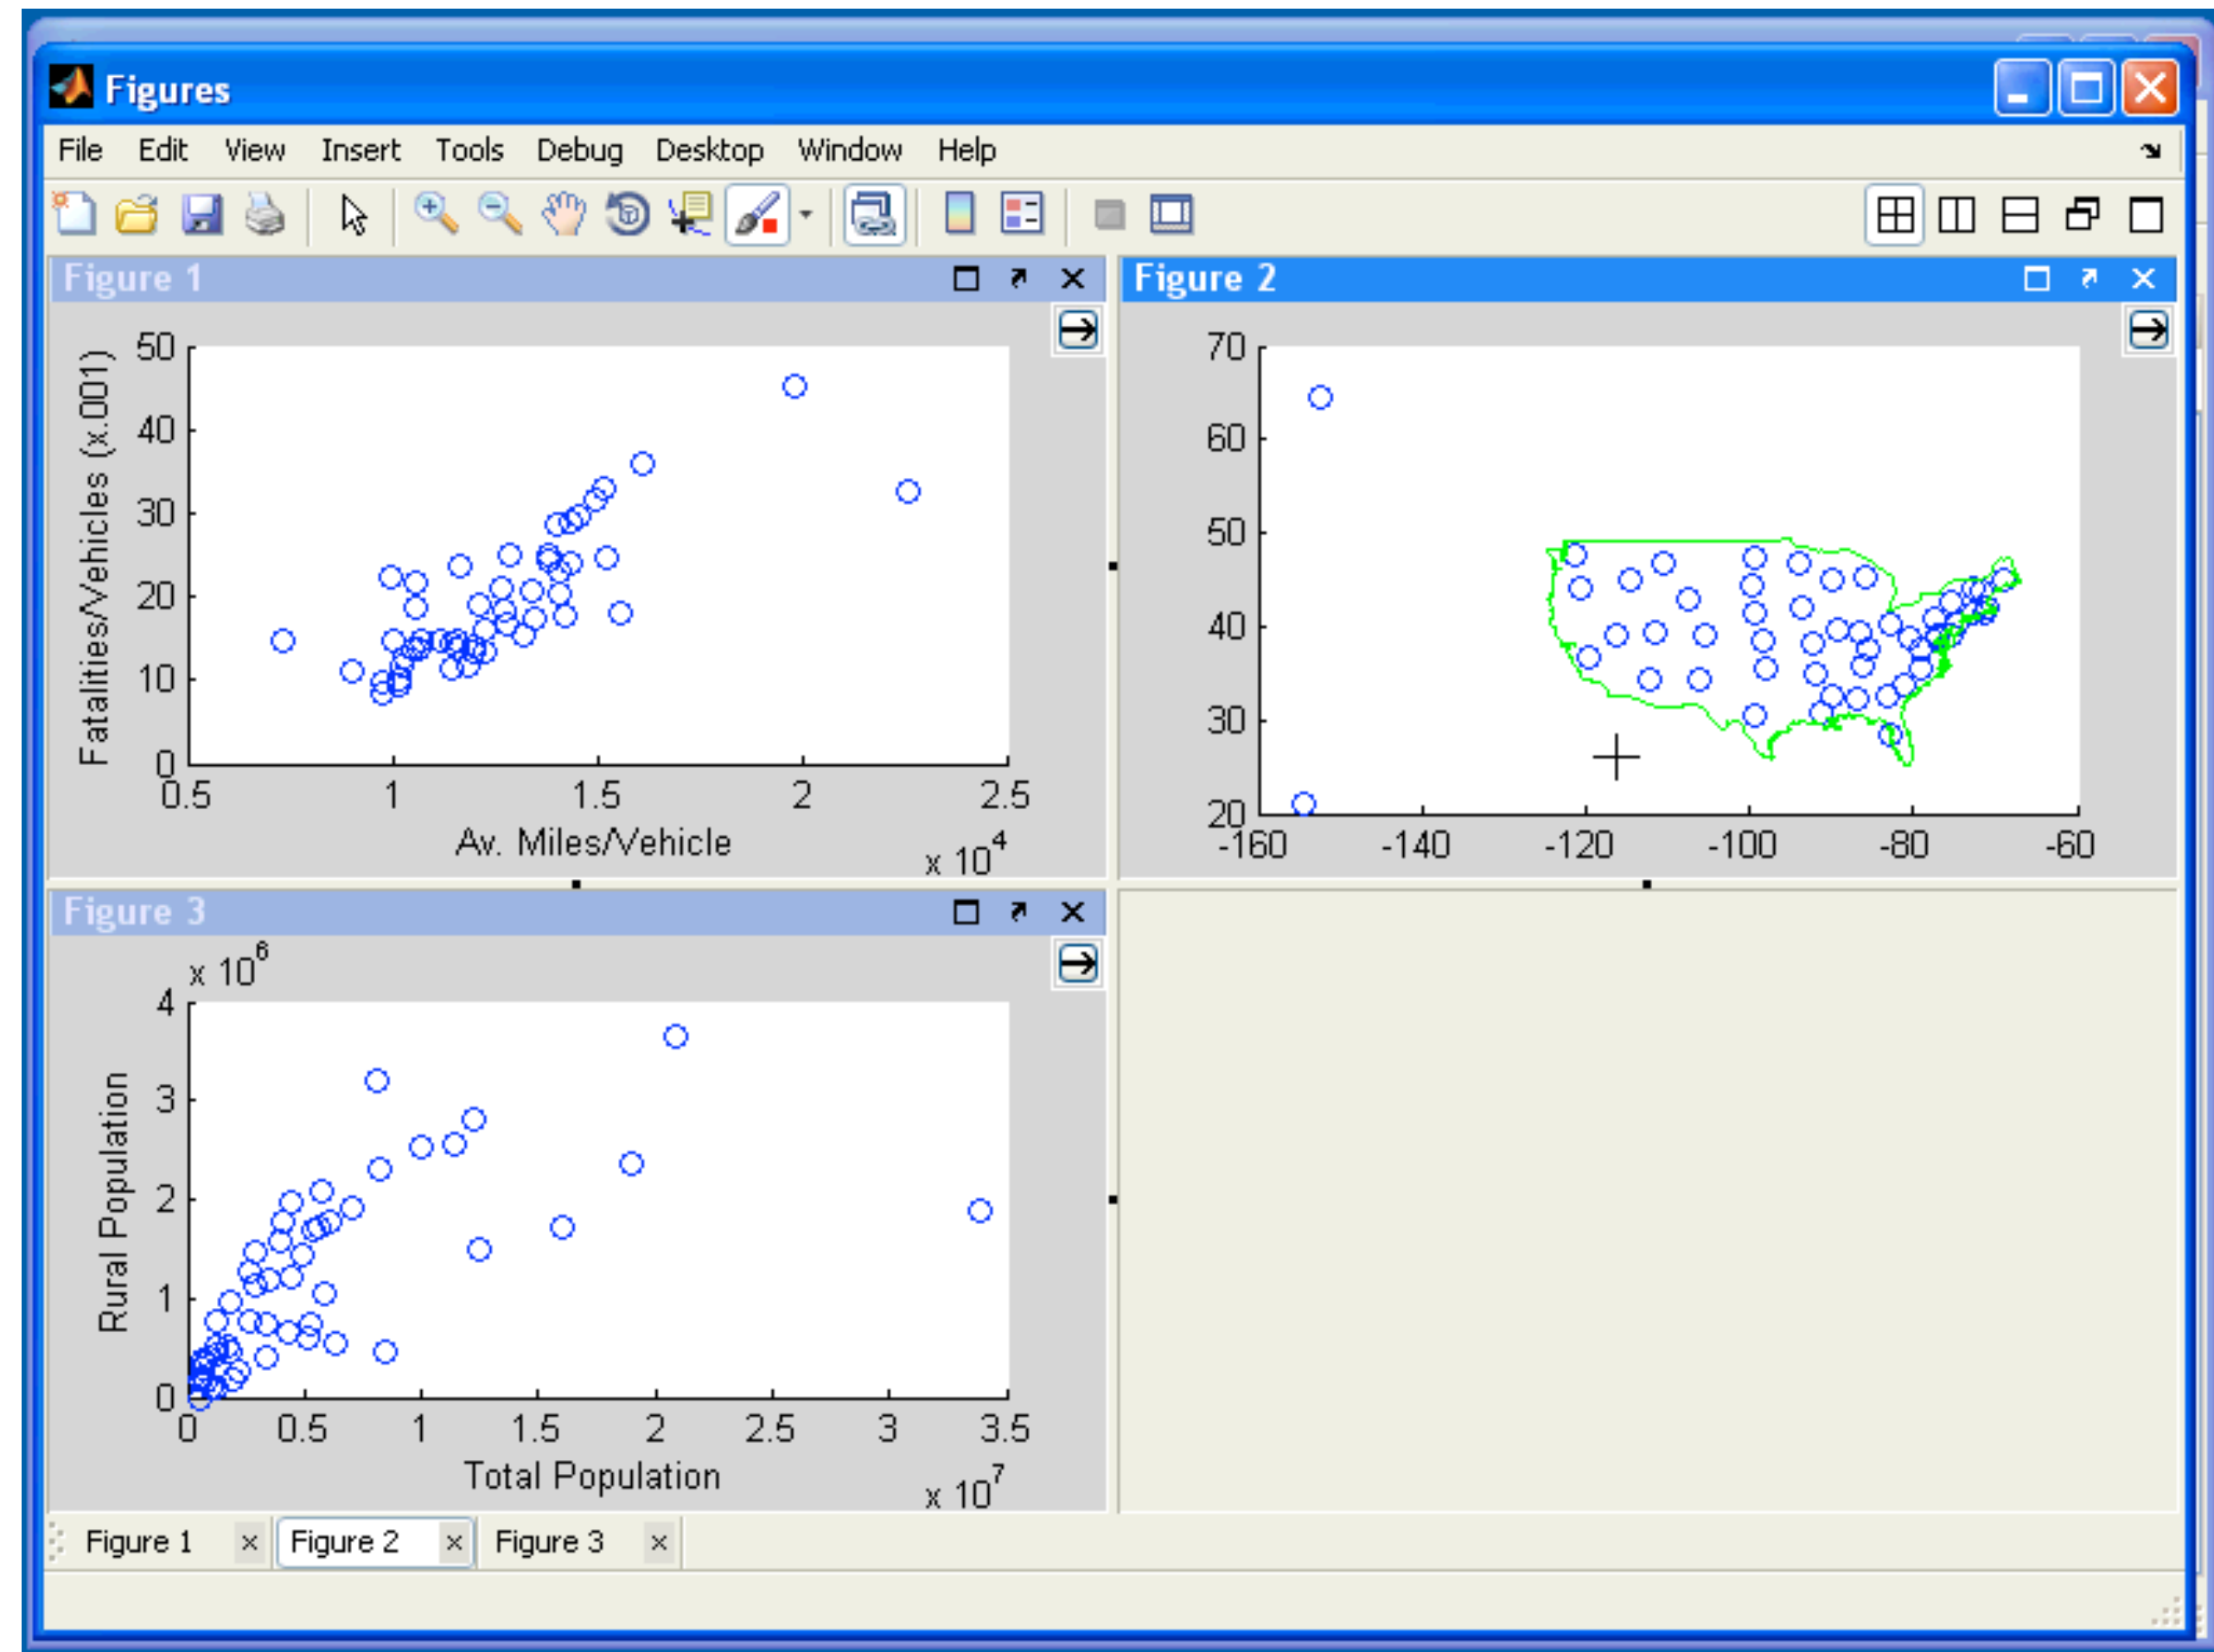 Figures
File Edit View Insert Tools Debug Desktop Window Help
Figure 1
Fatalities/Vehicles (x.001)
50
40
30
20
10
0
0.5 1 1.5 2 2.5
Av. Miles/Vehicle
x 10^4
Figure 2
70
60
50
40
30
20
-160 -140 -120 -100 -80 -60
Figure 3
x 10^6
Rural Population
4
3
2
1
0
0 0.5 1 1.5 2 2.5 3 3.5
Total Population
x 10^7
Figure 1 × Figure 2 × Figure 3 ×